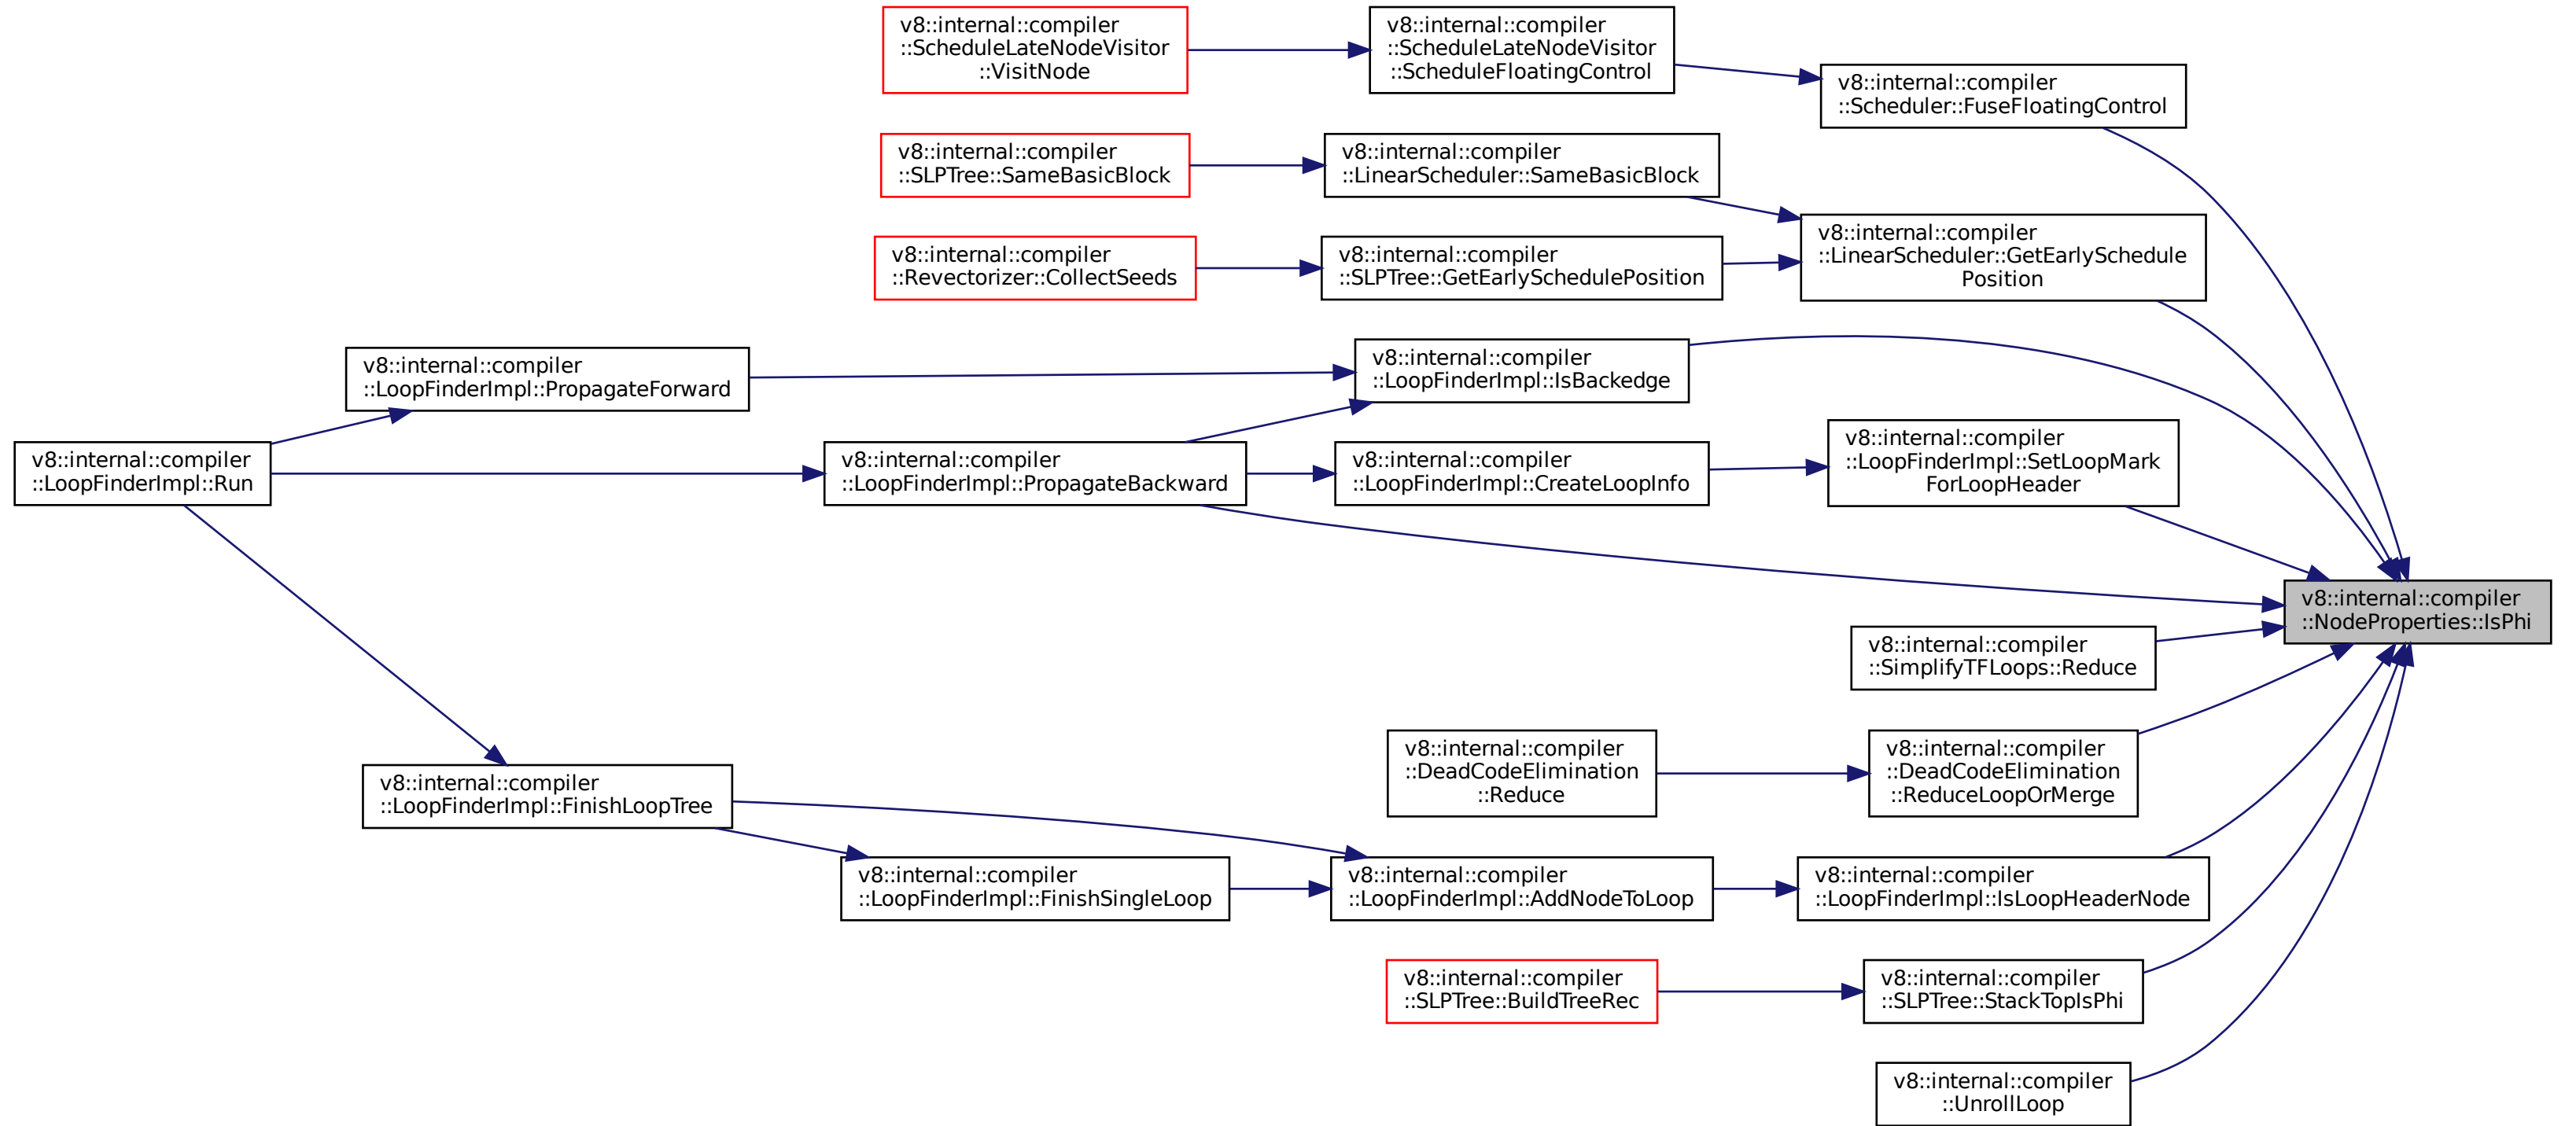 v8::internal::compiler
::ScheduleLateNodeVisitor
::VisitNode
v8::internal::compiler
::ScheduleLateNodeVisitor
::ScheduleFloatingControl
v8::internal::compiler
::Scheduler::FuseFloatingControl
v8::internal::compiler
::SLPTree::SameBasicBlock
v8::internal::compiler
::LinearScheduler::SameBasicBlock
v8::internal::compiler
::LinearScheduler::GetEarlySchedule
Position
v8::internal::compiler
::Revectorizer::CollectSeeds
v8::internal::compiler
::SLPTree::GetEarlySchedulePosition
v8::internal::compiler
::LoopFinderImpl::PropagateForward
v8::internal::compiler
::LoopFinderImpl::IsBackedge
v8::internal::compiler
::LoopFinderImpl::Run
v8::internal::compiler
::LoopFinderImpl::PropagateBackward
v8::internal::compiler
::LoopFinderImpl::CreateLoopInfo
v8::internal::compiler
::LoopFinderImpl::SetLoopMark
ForLoopHeader
v8::internal::compiler
::NodeProperties::IsPhi
v8::internal::compiler
::SimplifyTFLoops::Reduce
v8::internal::compiler
::DeadCodeElimination
::Reduce
v8::internal::compiler
::DeadCodeElimination
::ReduceLoopOrMerge
v8::internal::compiler
::LoopFinderImpl::FinishLoopTree
v8::internal::compiler
::LoopFinderImpl::FinishSingleLoop
v8::internal::compiler
::LoopFinderImpl::AddNodeToLoop
v8::internal::compiler
::LoopFinderImpl::IsLoopHeaderNode
v8::internal::compiler
::SLPTree::BuildTreeRec
v8::internal::compiler
::SLPTree::StackTopIsPhi
v8::internal::compiler
::UnrollLoop